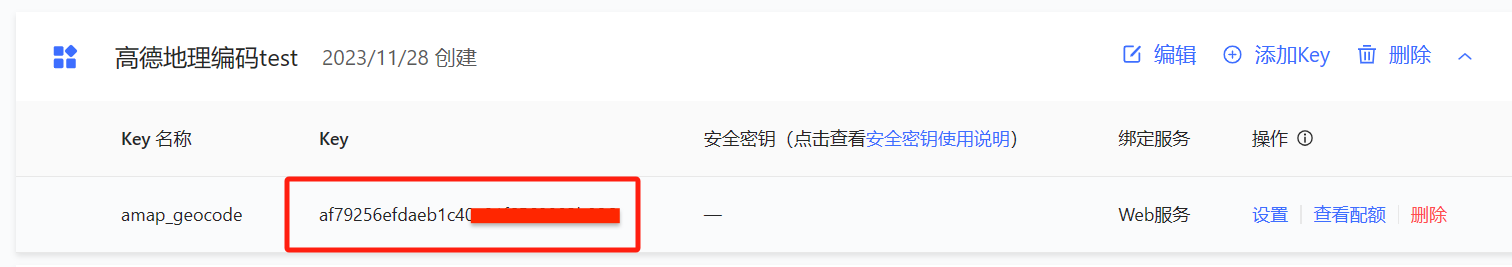 高德地理编码test 2023/11/28 创建 编辑 添加Key 删除
Key 名称 Key 安全密钥（点击查看安全密钥使用说明） 绑定服务 操作
amap_geocode af79256efdaeb1c40 — Web服务 设置 查看配额 删除